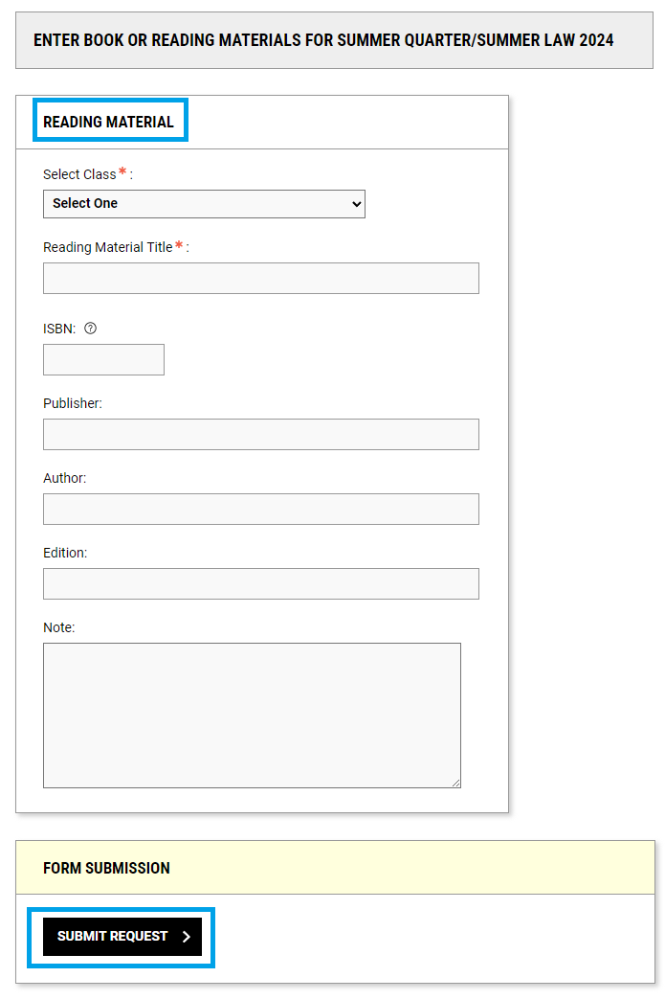 ENTER BOOK OR READING MATERIALS FOR SUMMER QUARTER/SUMMER LAW 2024
READING MATERIAL
Select Class* :
Select One
Reading Material Title* :
ISBN: ?
Publisher:
Author:
Edition:
Note:
FORM SUBMISSION
SUBMIT REQUEST